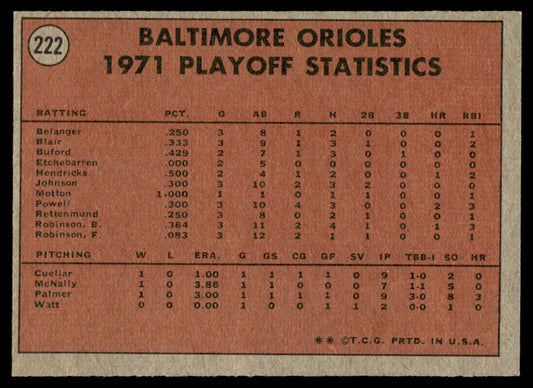 222
BALTIMORE ORIOLES
1971 PLAYOFF STATISTICS
BATTING PCT. G AB R H 2B 3B HR RBI
Belanger .250 3 8 1 2 0 0 0 1
Blair .333 3 9 1 3 1 0 0 2
Buford .429 2 7 1 3 0 1 0 0
Etchebarren .000 2 5 0 0 0 0 0 0
Hendricks .500 2 4 1 2 0 0 1 2
Johnson .300 3 10 2 3 2 0 0 0
Motton 1.000 1 1 0 1 1 0 0 1
Powell .300 3 10 4 3 0 0 2 3
Rettenmund .250 3 8 0 2 1 0 0 1
Robinson, B. .364 3 11 2 4 1 0 1 3
Robinson, F. .083 3 12 2 1 1 0 0 1
PITCHING W L ERA. G GS CG GF SV IP TBB-I SO HR
Cuellar 1 0 1.00 1 1 1 0 0 9 1-0 2 0
McNally 1 0 3.86 1 1 0 0 0 7 1-1 5 0
Palmer 1 0 3.00 1 1 1 0 0 9 3-0 8 3
Watt 0 0 0.00 1 0 0 1 1 2 0-0 1 0
** ©T.C.G. PRTD. IN U.S.A.